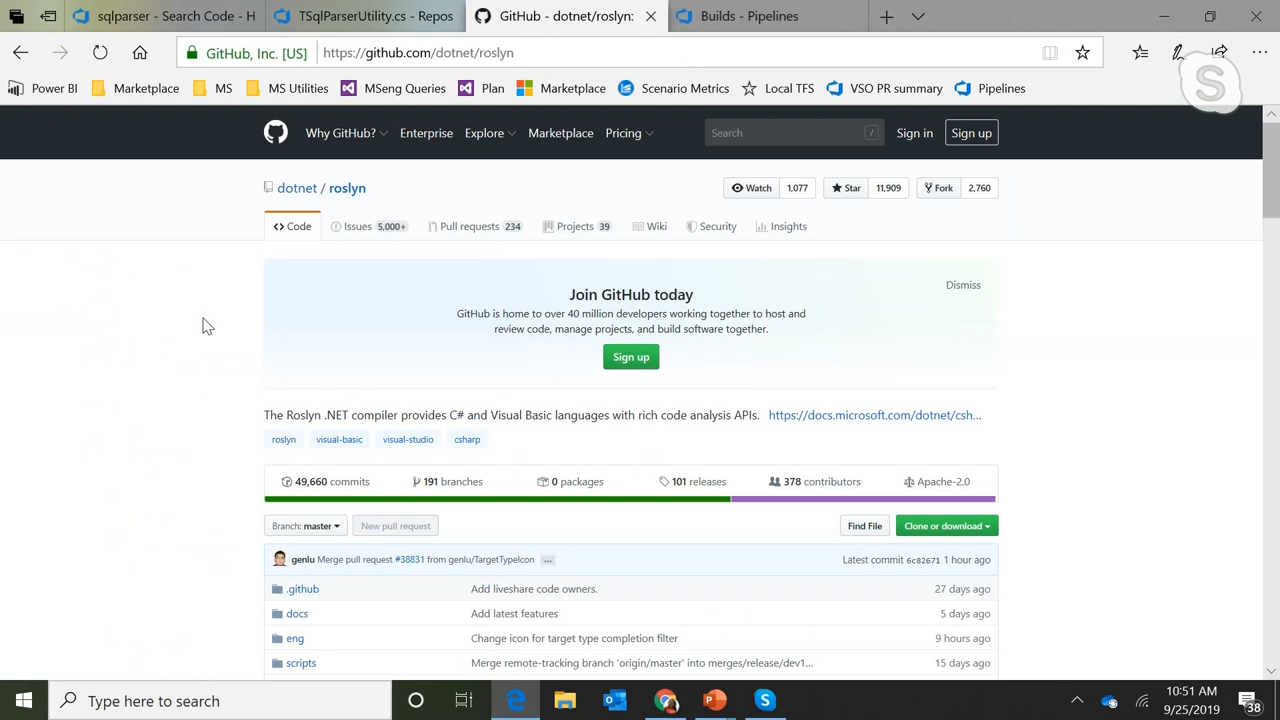 sqlparser - Search Code - H
TSqlParserUtility.cs - Repos
GitHub - dotnet/roslyn:
Builds - Pipelines
GitHub, Inc. [US]
https://github.com/dotnet/roslyn
Power BI
Marketplace
MS
MS Utilities
MSeng Queries
Plan
Marketplace
Scenario Metrics
Local TFS
VSO PR summary
Pipelines
S
Why GitHub?
Enterprise
Explore
Marketplace
Pricing
Search
/
Sign in
Sign up
dotnet / roslyn
Watch 1,077
Star 11,909
Fork 2,760
<> Code
Issues 5,000+
Pull requests 234
Projects 39
Wiki
Security
Insights
Join GitHub today
Dismiss
GitHub is home to over 40 million developers working together to host and
review code, manage projects, and build software together.
Sign up
The Roslyn .NET compiler provides C# and Visual Basic languages with rich code analysis APIs. https://docs.microsoft.com/dotnet/csh...
roslyn
visual-basic
visual-studio
csharp
49,660 commits
191 branches
0 packages
101 releases
378 contributors
Apache-2.0
Branch: master
New pull request
Find File
Clone or download
genlu Merge pull request #38831 from genlu/TargetTypeIcon ...
Latest commit 6c82671 1 hour ago
.github Add liveshare code owners. 27 days ago
docs Add latest features 5 days ago
eng Change icon for target type completion filter 9 hours ago
scripts Merge remote-tracking branch 'origin/master' into merges/release/dev1... 15 days ago
Type here to search
10:51 AM
9/25/2019
38